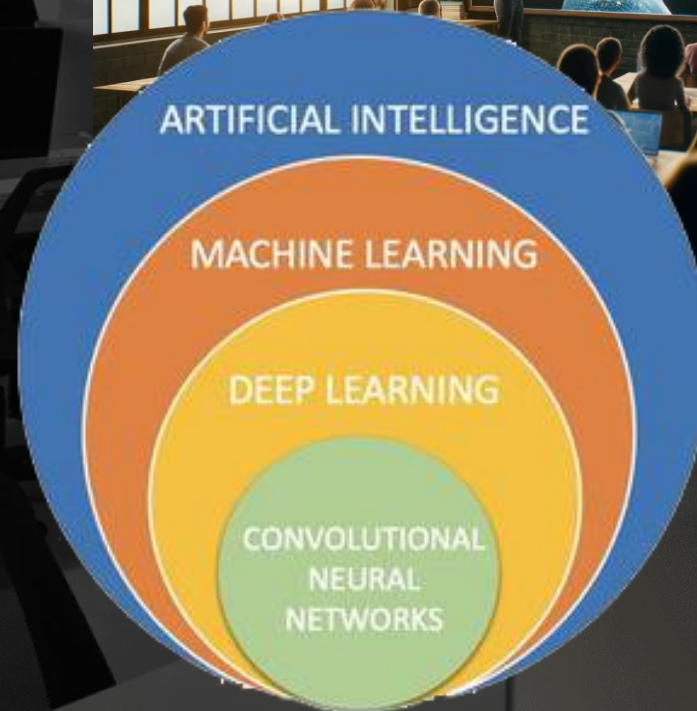 ARTIFICIAL INTELLIGENCE
MACHINE LEARNING
DEEP LEARNING
CONVOLUTIONAL
NEURAL
NETWORKS